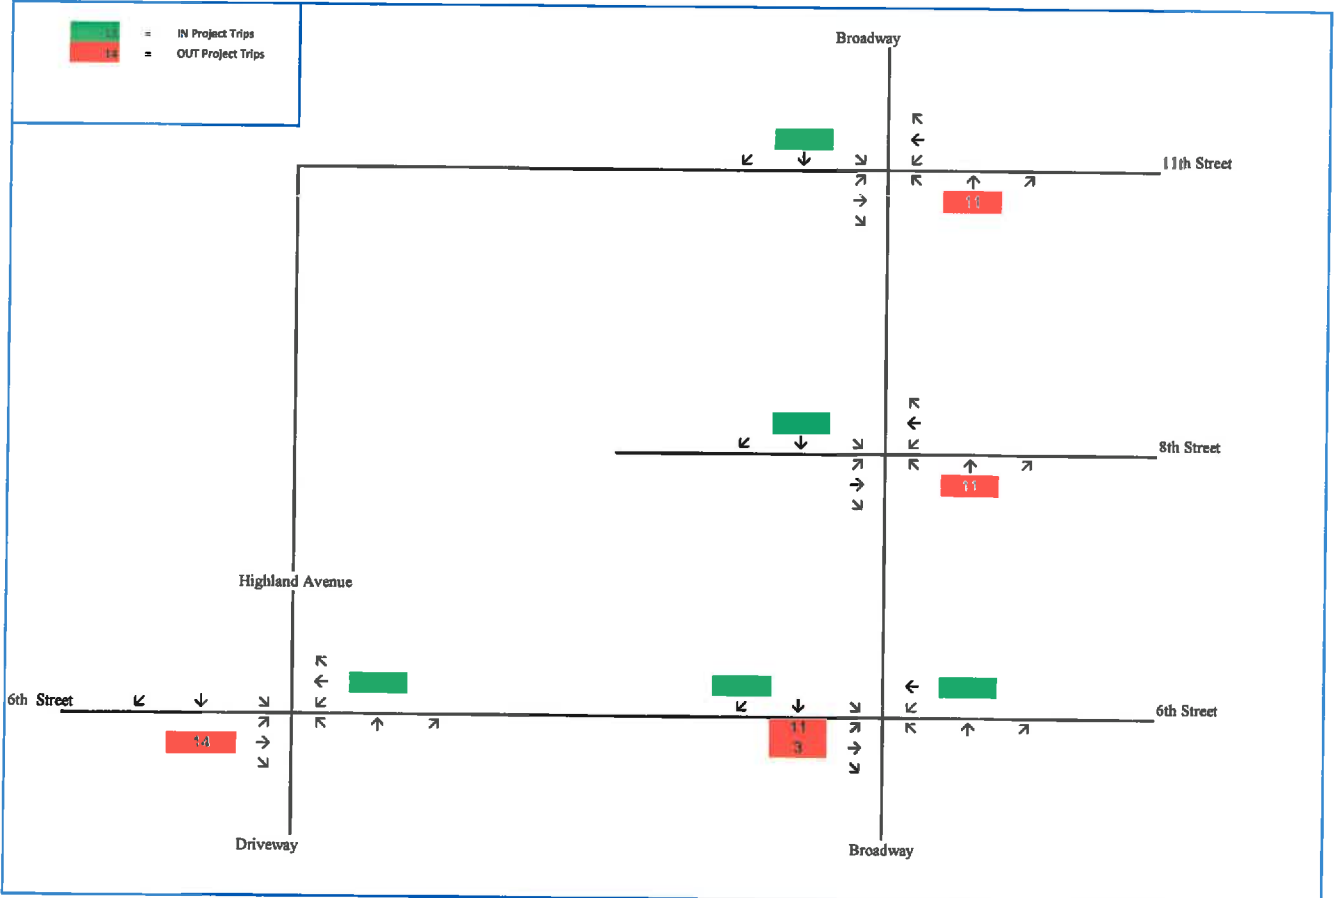 = IN Project Trips
14 = OUT Project Trips
Broadway
11th Street
11
8th Street
11
Highland Avenue
6th Street
14
11
3
6th Street
Driveway
Broadway